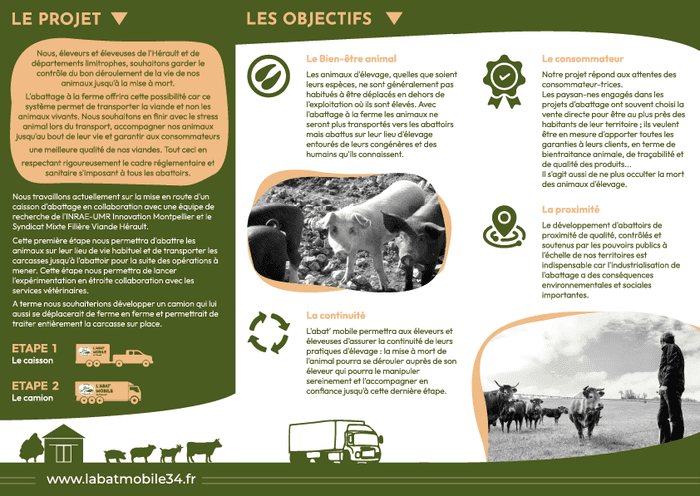 LE PROJET
Nous, éleveurs et éleveuses de l'Hérault et de
départements limitrophes, souhaitons garder le
contrôle du bon déroulement de la vie de nos
animaux jusqu'à la mise à mort.
L'abattage à la ferme offrira cette possibilité car ce
système permet de transporter la viande et non les
animaux vivants. Nous souhaitons en finir avec le stress
animal lors du transport, accompagner nos animaux
jusqu'au bout de leur vie et garantir aux consommateurs
une meilleure qualité de nos viandes. Tout ceci en
respectant rigoureusement le cadre réglementaire et
sanitaire s'imposant à tous les abattoirs.
Nous travaillons actuellement sur la mise en route d'un
caisson d'abattage en collaboration avec une équipe de
recherche de l'INRAE-UMR Innovation Montpellier et le
Syndicat Mixte Filière Viande Hérault.
Cette première étape nous permettra d'abattre les
animaux sur leur lieu de vie habituel et de transporter les
carcasses jusqu'à l'abattoir pour la suite des opérations à
mener. Cette étape nous permettra de lancer
l'expérimentation en étroite collaboration avec les
services vétérinaires.
A terme nous souhaiterions développer un camion qui lui
aussi se déplacerait de ferme en ferme et permettrait de
traiter entièrement la carcasse sur place.
ETAPE 1
Le caisson
L'ABAT
MOBILE
ETAPE 2
Le camion
L'ABAT
MOBILE
www.labatmobile34.fr
LES OBJECTIFS
Le Bien-être animal
Les animaux d'élevage, quelles que soient
leurs espèces, ne sont généralement pas
habitués à être déplacés en dehors de
l'exploitation où ils sont élevés. Avec
l'abattage à la ferme les animaux ne
seront plus transportés vers les abattoirs
mais abattus sur leur lieu d'élevage
entourés de leurs congénères et des
humains qu'ils connaissent.
La continuité
L'abat' mobile permettra aux éleveurs et
éleveuses d'assurer la continuité de leurs
pratiques d'élevage : la mise à mort de
l'animal pourra se dérouler auprès de son
éleveur qui pourra le manipuler
sereinement et l'accompagner en
confiance jusqu'à cette dernière étape.
Le consommateur
Notre projet répond aux attentes des
consommateur-trices.
Les paysan-nes engagés dans les
projets d'abattage ont souvent choisi la
vente directe pour être au plus près des
habitants de leur territoire ; ils veulent
être en mesure d'apporter toutes les
garanties à leurs clients, en terme de
bientraitance animale, de traçabilité et
de qualité des produits...
Il s'agit aussi de ne plus occulter la mort
des animaux d'élevage.
La proximité
Le développement d'abattoirs de
proximité de qualité, contrôlés et
soutenus par les pouvoirs publics à
l'échelle de nos territoires est
indispensable car l'industrialisation de
l'abattage a des conséquences
environnementales et sociales
importantes.